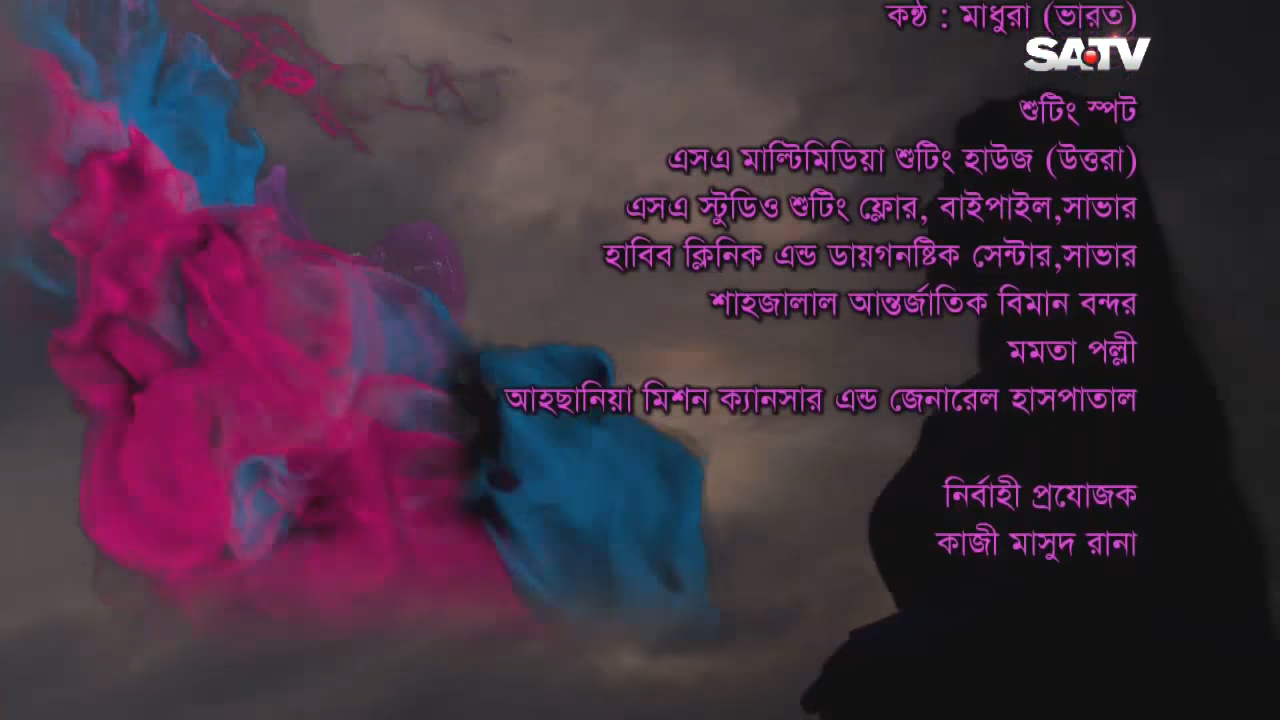 কন্ঠ : মাধুরা (ভারত)
SATV
শুটিং স্পট
এসএ মাল্টিমিডিয়া শুটিং হাউজ (উত্তরা)
এসএ স্টুডিও শুটিং ফ্লোর, বাইপাইল,সাভার
হাবিব ক্লিনিক এন্ড ডায়গনষ্টিক সেন্টার,সাভার
শাহজালাল আন্তর্জাতিক বিমান বন্দর
মমতা পল্লী
আহছানিয়া মিশন ক্যানসার এন্ড জেনারেল হাসপাতাল
নির্বাহী প্রযোজক
কাজী মাসুদ রানা